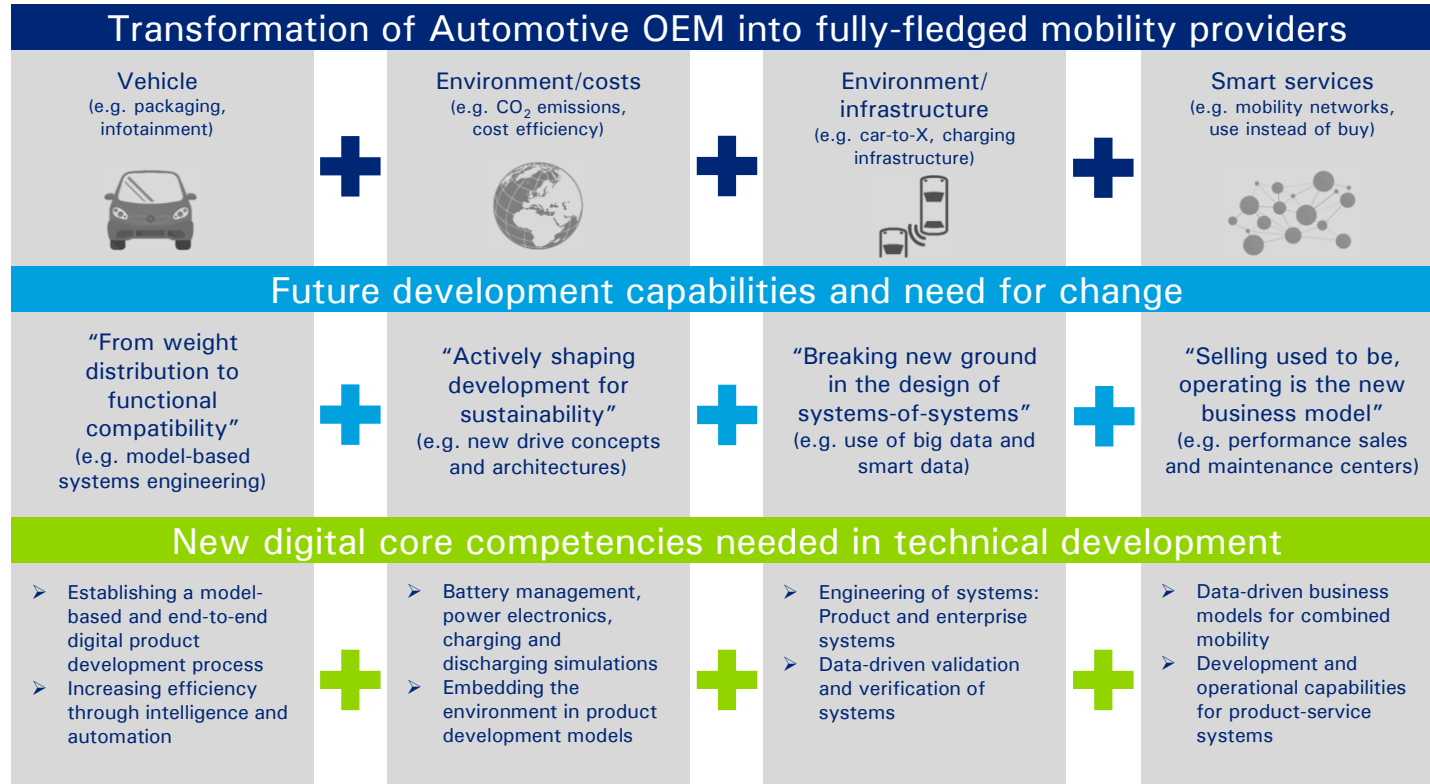 Transformation of Automotive OEM into fully-fledged mobility providers
Vehicle
(e.g. packaging,
infotainment)
Environment/costs
(e.g. CO₂ emissions,
cost efficiency)
Environment/
infrastructure
(e.g. car-to-X, charging
infrastructure)
Smart services
(e.g. mobility networks,
use instead of buy)
Future development capabilities and need for change
“From weight
distribution to
functional
compatibility”
(e.g. model-based
systems engineering)
“Actively shaping
development for
sustainability”
(e.g. new drive concepts
and architectures)
“Breaking new ground
in the design of
systems-of-systems”
(e.g. use of big data and
smart data)
“Selling used to be,
operating is the new
business model”
(e.g. performance sales
and maintenance centers)
New digital core competencies needed in technical development
➢ Establishing a model-
based and end-to-end
digital product
development process
➢ Increasing efficiency
through intelligence and
automation
➢ Battery management,
power electronics,
charging and
discharging simulations
➢ Embedding the
environment in product
development models
➢ Engineering of systems:
Product and enterprise
systems
➢ Data-driven validation
and verification of
systems
➢ Data-driven business
models for combined
mobility
➢ Development and
operational capabilities
for product-service
systems